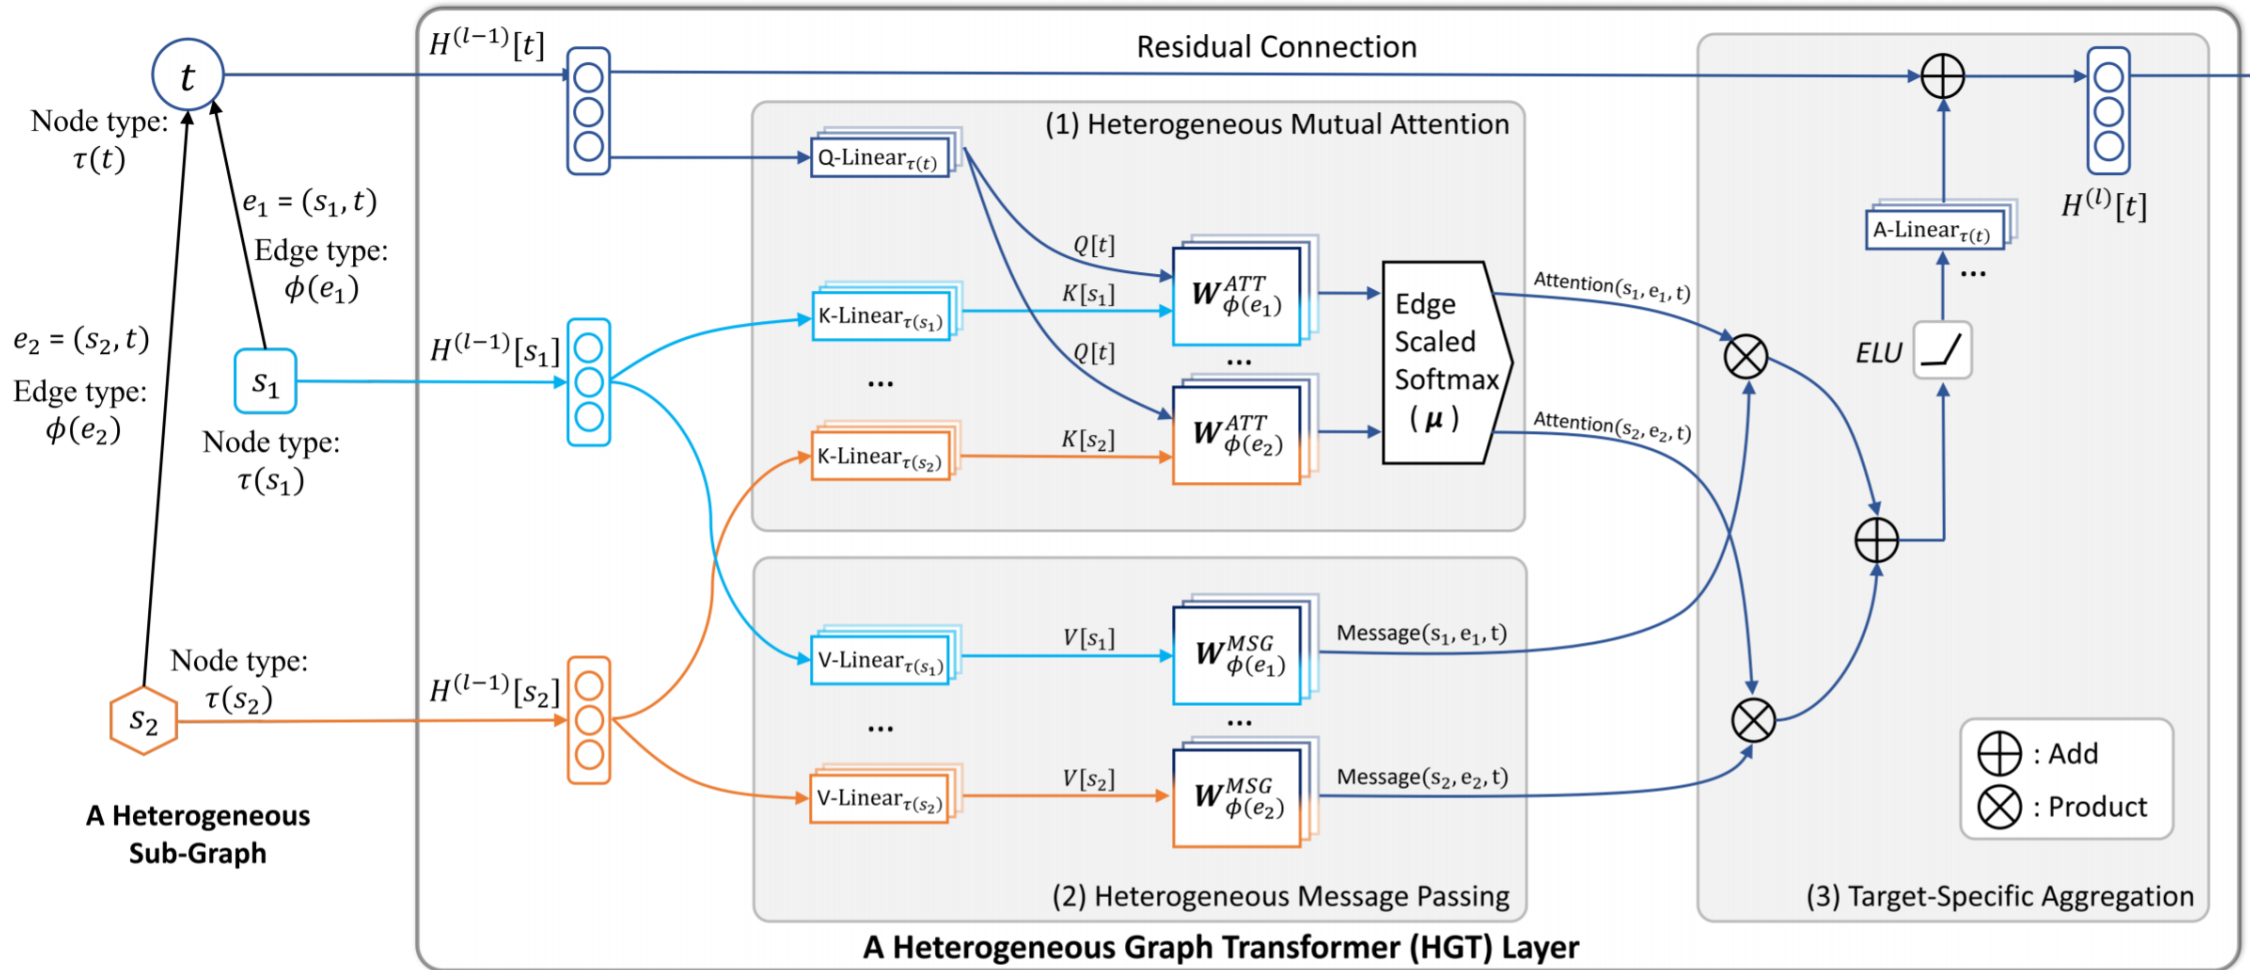 t
Node type:
τ(t)
e₁ = (s₁, t)
Edge type:
ϕ(e₁)
e₂ = (s₂, t)
Edge type:
ϕ(e₂)
s₁
Node type:
τ(s₁)
Node type:
τ(s₂)
s₂
A Heterogeneous
Sub-Graph
H⁽ˡ⁻¹⁾[t]
H⁽ˡ⁻¹⁾[s₁]
H⁽ˡ⁻¹⁾[s₂]
Residual Connection
(1) Heterogeneous Mutual Attention
Q-Linear_τ(t)
Q[t]
K-Linear_τ(s₁)
K[s₁]
...
Q[t]
K-Linear_τ(s₂)
K[s₂]
W^ATT_ϕ(e₁)
...
W^ATT_ϕ(e₂)
Edge
Scaled
Softmax
(μ)
Attention(s₁, e₁, t)
Attention(s₂, e₂, t)
V-Linear_τ(s₁)
V[s₁]
W^MSG_ϕ(e₁)
Message(s₁, e₁, t)
...
...
V-Linear_τ(s₂)
V[s₂]
W^MSG_ϕ(e₂)
Message(s₂, e₂, t)
(2) Heterogeneous Message Passing
H⁽ˡ⁾[t]
A-Linear_τ(t)
...
ELU
: Add
: Product
(3) Target-Specific Aggregation
A Heterogeneous Graph Transformer (HGT) Layer